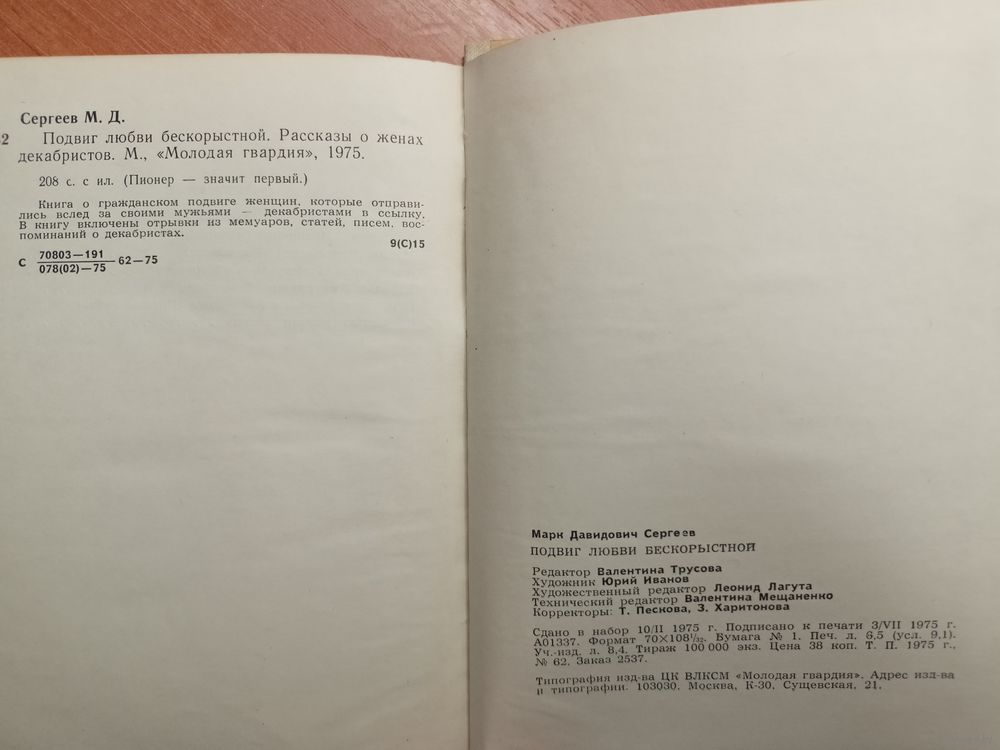 Сергеев М. Д.
2 Подвиг любви бескорыстной. Рассказы о женах
декабристов. М., «Молодая гвардия», 1975.
208 с. с ил. (Пионер — значит первый.)
Книга о гражданском подвиге женщин, которые отправи-
лись вслед за своими мужьями — декабристами в ссылку.
В книгу включены отрывки из мемуаров, статей, писем, вос-
поминаний о декабристах.
9(С)15
С 70803—191
078(02)—75 62—75
Марк Давидович Сергеев
ПОДВИГ ЛЮБВИ БЕСКОРЫСТНОЙ
Редактор Валентина Трусова
Художник Юрий Иванов
Художественный редактор Леонид Лагута
Технический редактор Валентина Мещаненко
Корректоры: Т. Пескова, З. Харитонова
Сдано в набор 10/II 1975 г. Подписано к печати 3/VII 1975 г.
А01337. Формат 70×108¹/₃₂. Бумага № 1. Печ. л. 6,5 (усл. 9,1).
Уч.-изд. л. 8,4. Тираж 100 000 экз. Цена 38 коп. Т. П. 1975 г.,
№ 62. Заказ 2537.
Типография изд-ва ЦК ВЛКСМ «Молодая гвардия». Адрес изд-ва
и типографии. 103030. Москва, К-30, Сущевская, 21.